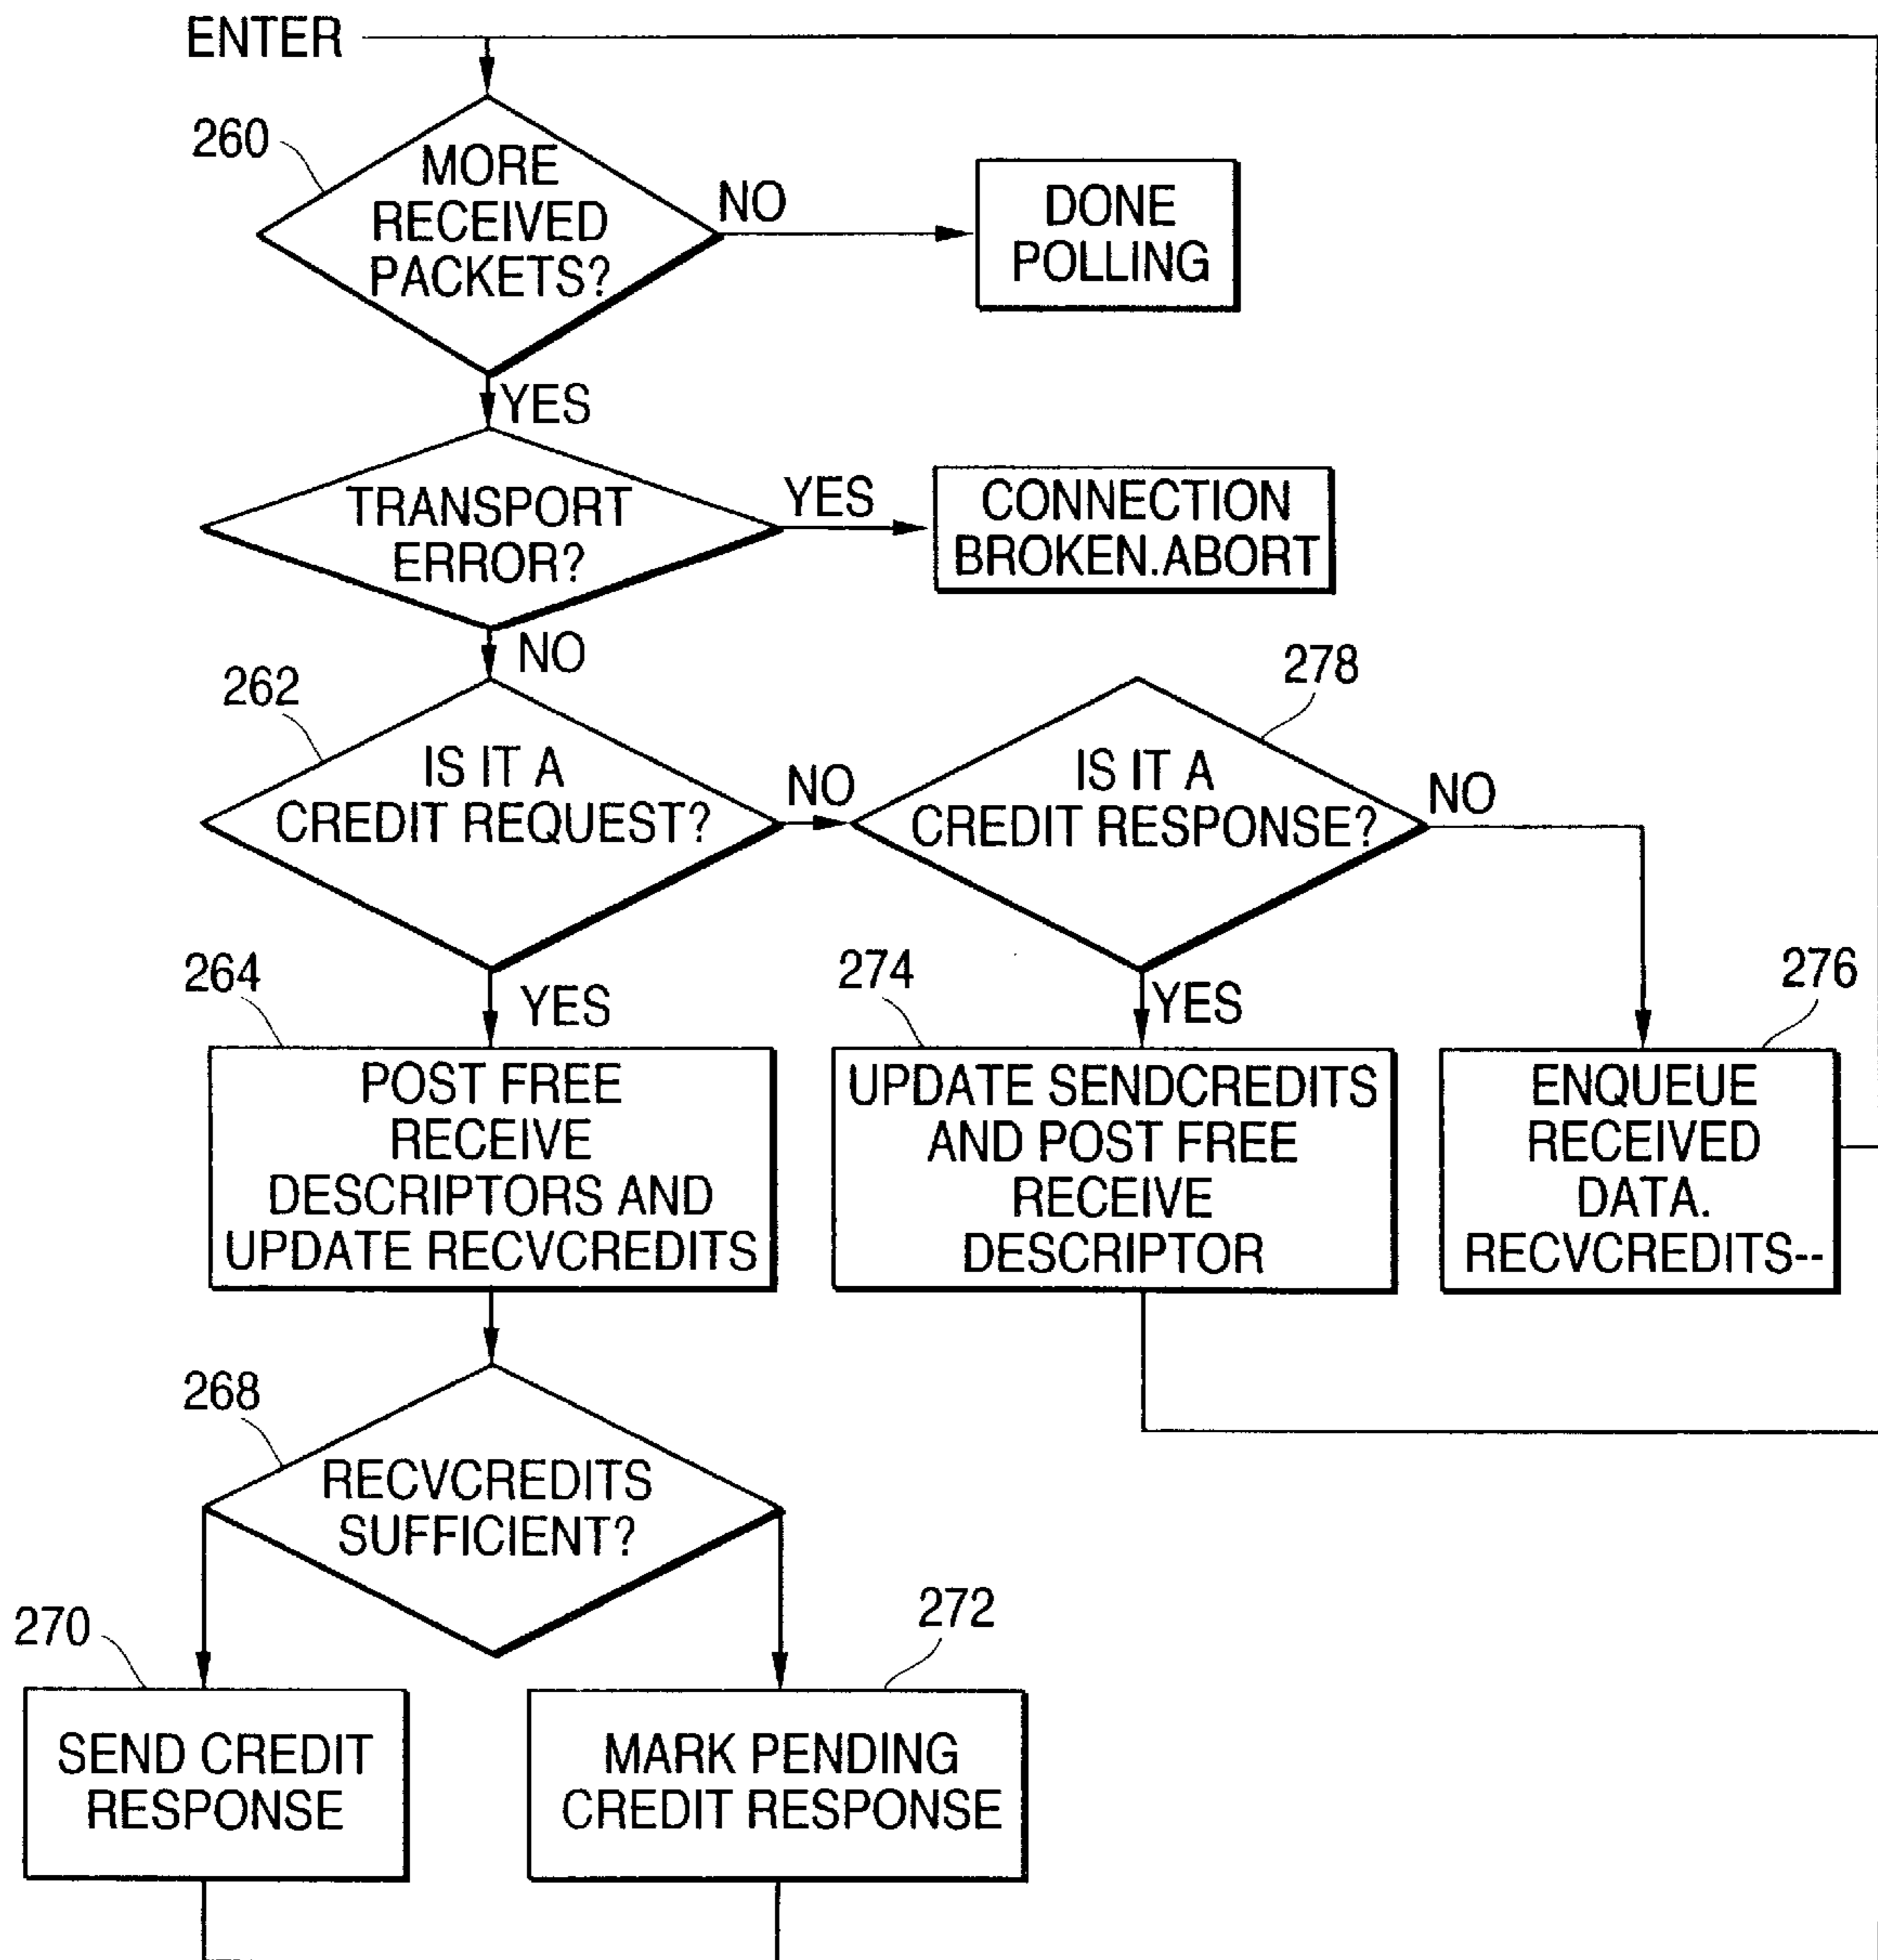 ENTER
260
MORE
RECEIVED
PACKETS?
NO
DONE
POLLING
YES
TRANSPORT
ERROR?
YES
CONNECTION
BROKEN.ABORT
NO
262
IS IT A
CREDIT REQUEST?
NO
278
IS IT A
CREDIT RESPONSE?
NO
264
YES
POST FREE
RECEIVE
DESCRIPTORS AND
UPDATE RECVCREDITS
274
YES
UPDATE SENDCREDITS
AND POST FREE
RECEIVE
DESCRIPTOR
276
ENQUEUE
RECEIVED
DATA.
RECVCREDITS--
268
RECVCREDITS
SUFFICIENT?
270
SEND CREDIT
RESPONSE
272
MARK PENDING
CREDIT RESPONSE